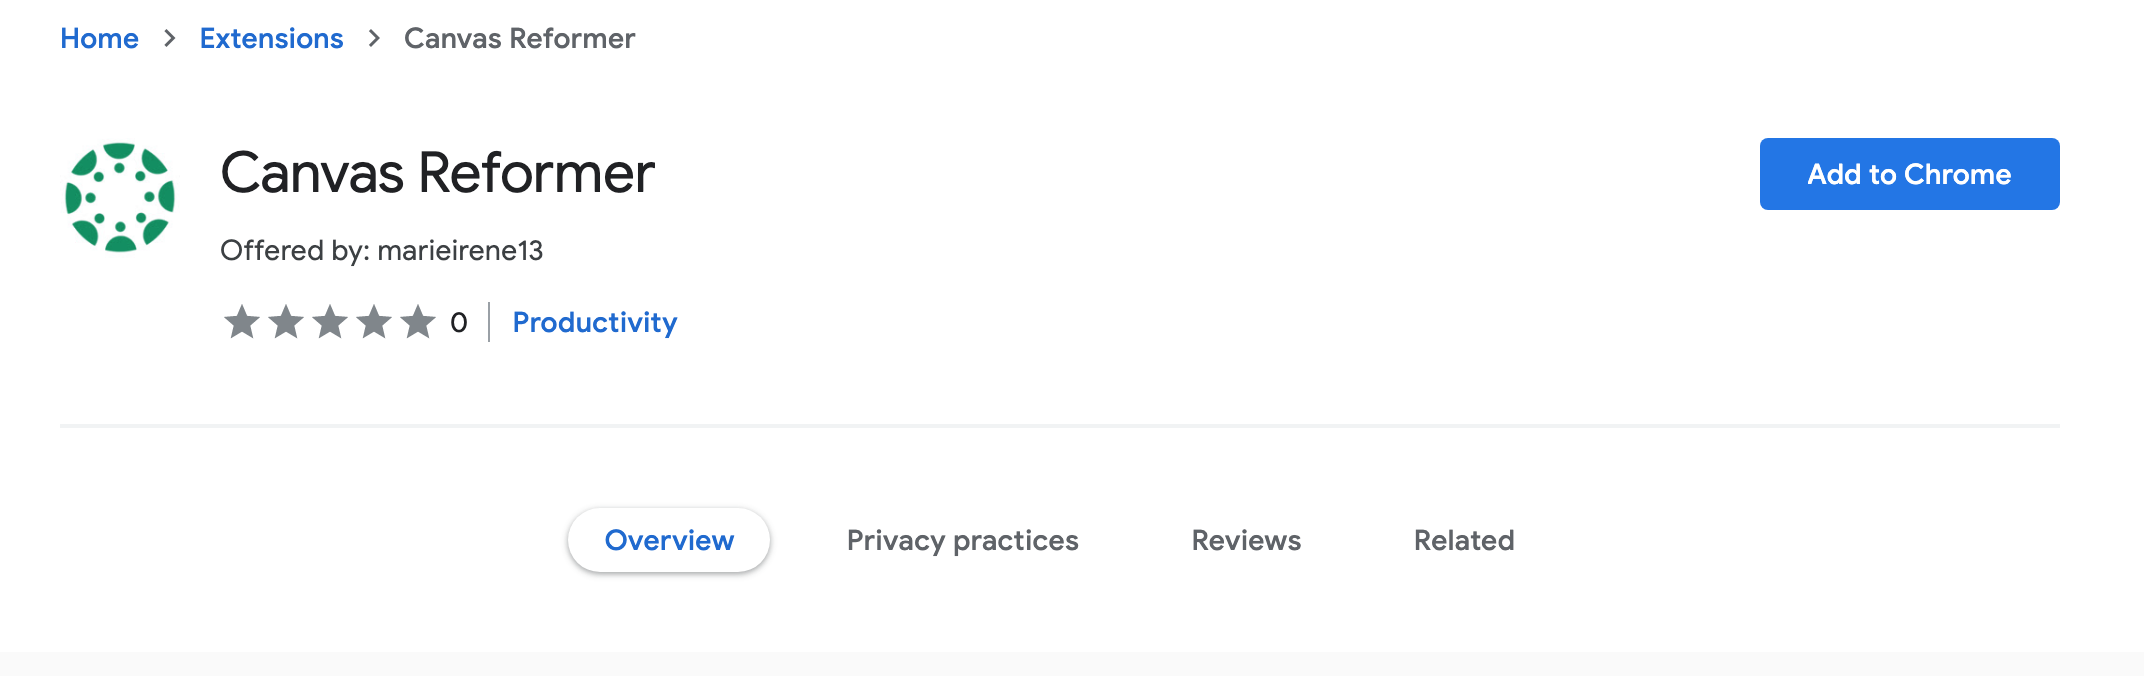 Home > Extensions > Canvas Reformer
Canvas Reformer
Add to Chrome
Offered by: marieirene13
0 Productivity
Overview Privacy practices Reviews Related